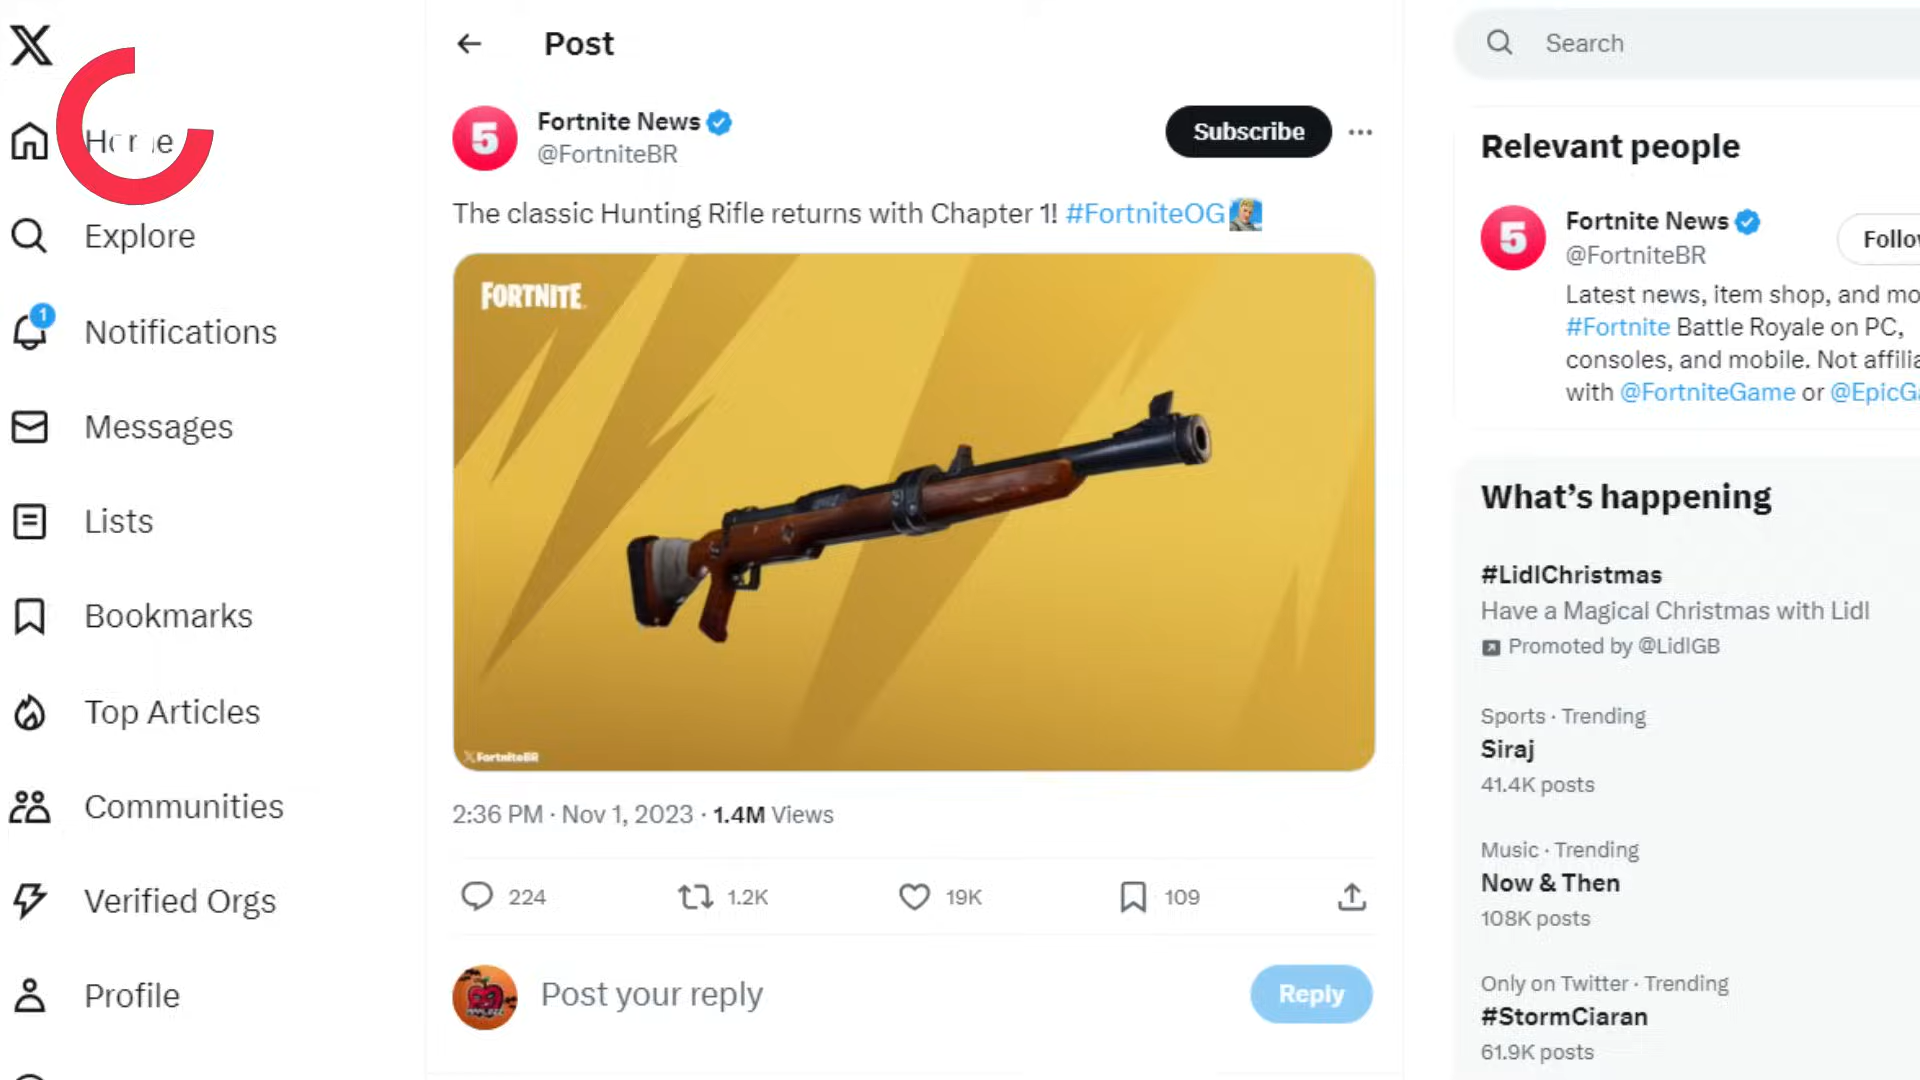 Home
Explore
1
Notifications
Messages
Lists
Bookmarks
Top Articles
Communities
Verified Orgs
Profile
Post
5
Fortnite News
@FortniteBR
Subscribe
The classic Hunting Rifle returns with Chapter 1! #FortniteOG
FORTNITE
FortniteBR
2:36 PM · Nov 1, 2023 · 1.4M Views
224
1.2K
19K
109
Post your reply
Reply
Search
Relevant people
5
Fortnite News
@FortniteBR
Follo
Latest news, item shop, and mo
#Fortnite Battle Royale on PC,
consoles, and mobile. Not affilia
with @FortniteGame or @EpicGa
What's happening
#LidlChristmas
Have a Magical Christmas with Lidl
Promoted by @LidlGB
Sports · Trending
Siraj
41.4K posts
Music · Trending
Now & Then
108K posts
Only on Twitter · Trending
#StormCiaran
61.9K posts